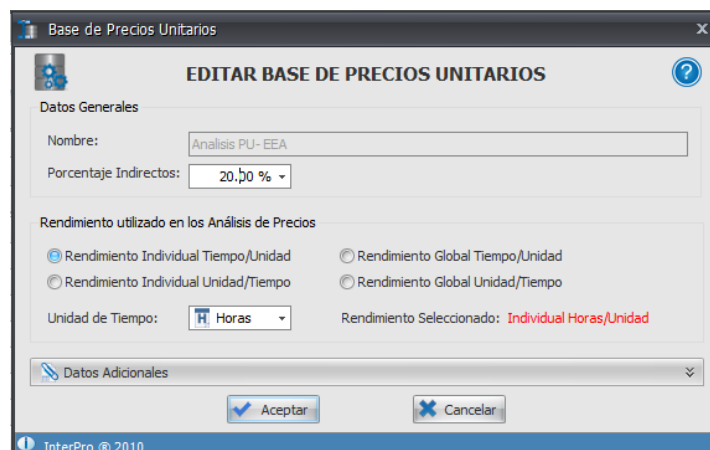 Base de Precios Unitarios
x
EDITAR BASE DE PRECIOS UNITARIOS
?
Datos Generales
Nombre: Analisis PU- EEA
Porcentaje Indirectos: 20.00 %
Rendimiento utilizado en los Análisis de Precios
Rendimiento Individual Tiempo/Unidad Rendimiento Global Tiempo/Unidad
Rendimiento Individual Unidad/Tiempo Rendimiento Global Unidad/Tiempo
Unidad de Tiempo: H Horas Rendimiento Seleccionado: Individual Horas/Unidad
Datos Adicionales
Aceptar Cancelar
InterPro ® 2010